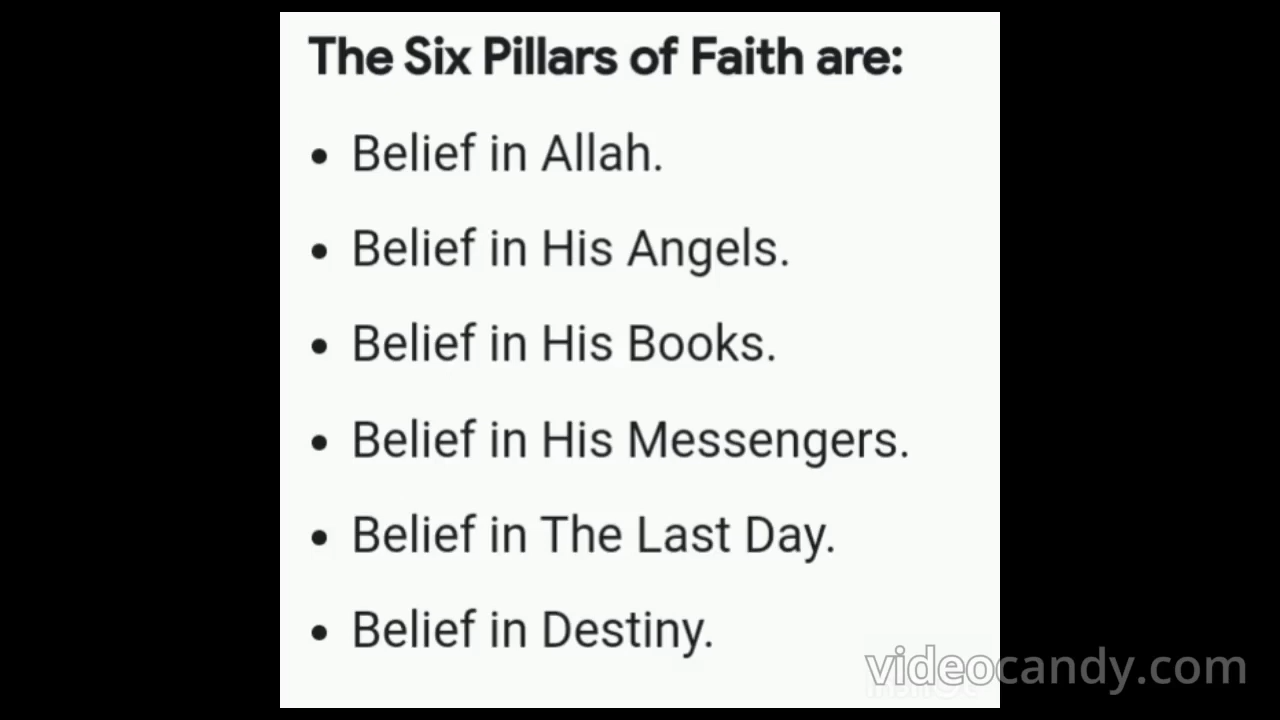 The Six Pillars of Faith are:
• Belief in Allah.
• Belief in His Angels.
• Belief in His Books.
• Belief in His Messengers.
• Belief in The Last Day.
• Belief in Destiny.
videocandy.com